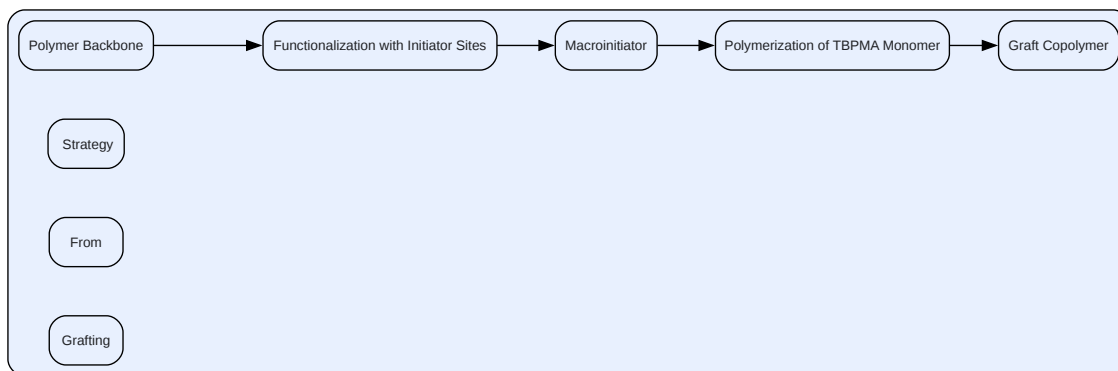 Polymer Backbone
Functionalization with Initiator Sites
Macroinitiator
Polymerization of TBPMA Monomer
Graft Copolymer
Strategy
From
Grafting